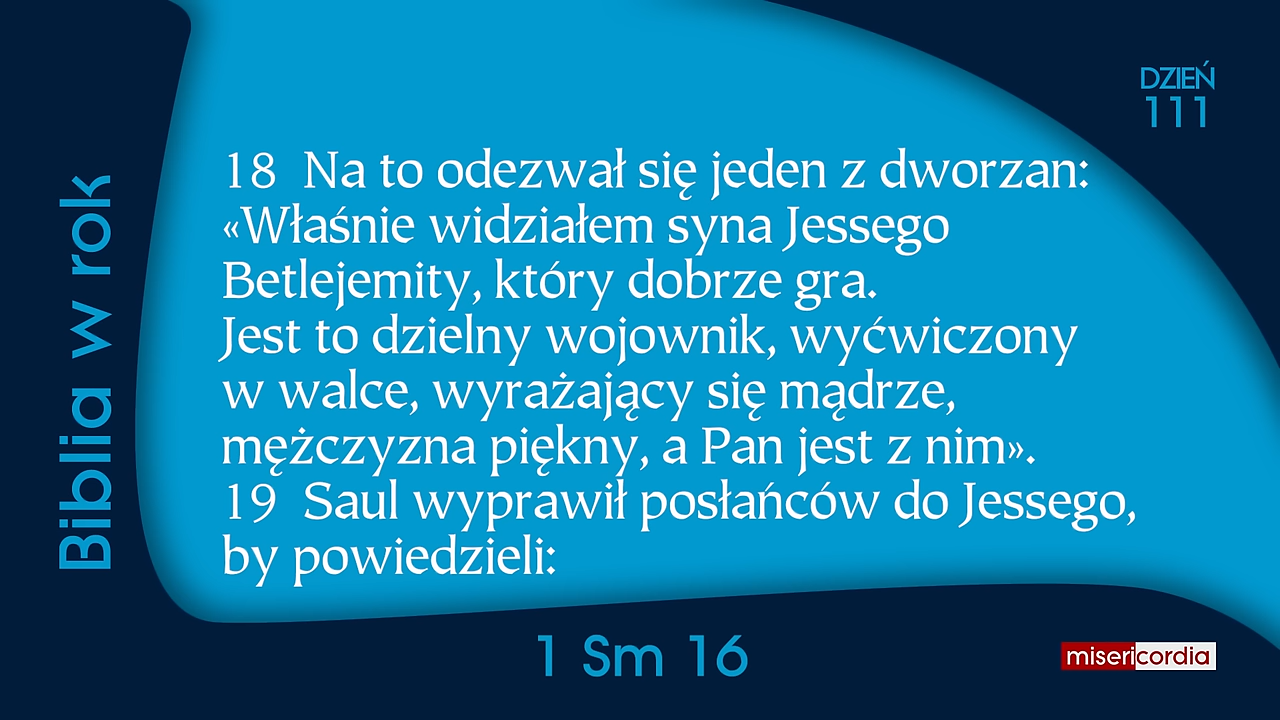 DZIEŃ
111
18 Na to odezwał się jeden z dworzan:
«Właśnie widziałem syna Jessego
Betlejemity, który dobrze gra.
Jest to dzielny wojownik, wyćwiczony
w walce, wyrażający się mądrze,
mężczyzna piękny, a Pan jest z nim».
19 Saul wyprawił posłańców do Jessego,
by powiedzieli:
Biblia w rok
1 Sm 16
misericordia